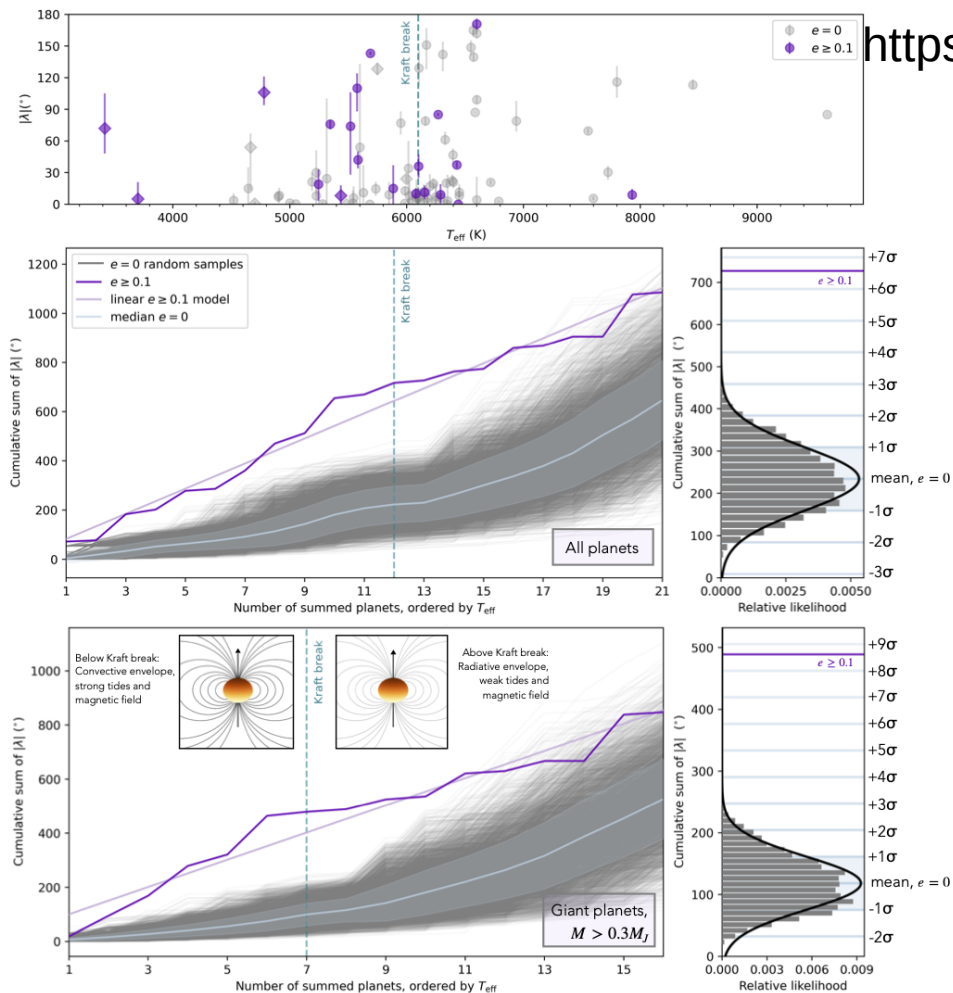 https
180
150
120
90
60
30
0
|λ|(°)
Kraft break
e = 0
e ≥ 0.1
4000 5000 6000 7000 8000 9000
T_eff (K)
1200
1000
800
600
400
200
0
Cumulative sum of |λ| (°)
e = 0 random samples
e ≥ 0.1
linear e ≥ 0.1 model
median e = 0
Kraft break
All planets
1 3 5 7 9 11 13 15 17 19 21
Number of summed planets, ordered by T_eff
700
600
500
400
300
200
100
0
Cumulative sum of |λ| (°)
e ≥ 0.1
+7σ
+6σ
+5σ
+4σ
+3σ
+2σ
+1σ
mean, e = 0
-1σ
-2σ
-3σ
0.0000 0.0025 0.0050
Relative likelihood
1000
800
600
400
200
0
Cumulative sum of |λ| (°)
Below Kraft break:
Convective envelope,
strong tides and
magnetic field
Kraft break
Above Kraft break:
Radiative envelope,
weak tides and
magnetic field
Giant planets,
M > 0.3M_J
1 3 5 7 9 11 13 15
Number of summed planets, ordered by T_eff
500
400
300
200
100
0
Cumulative sum of |λ| (°)
e ≥ 0.1
+9σ
+8σ
+7σ
+6σ
+5σ
+4σ
+3σ
+2σ
+1σ
mean, e = 0
-1σ
-2σ
0.000 0.003 0.006 0.009
Relative likelihood